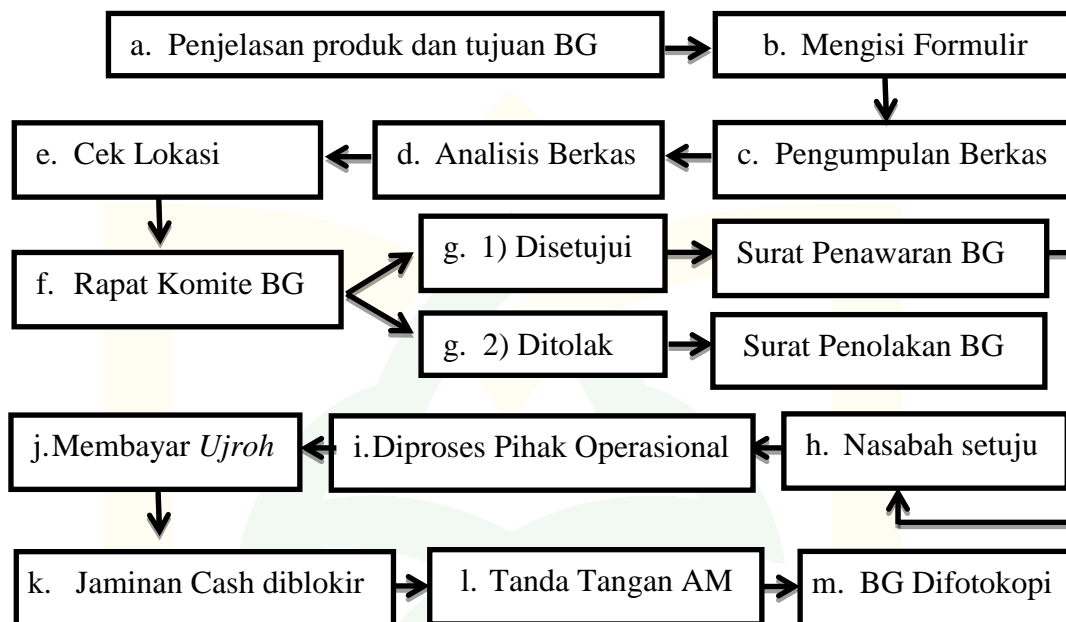 a. Penjelasan produk dan tujuan BG
b. Mengisi Formulir
c. Pengumpulan Berkas
d. Analisis Berkas
e. Cek Lokasi
f. Rapat Komite BG
g. 1) Disetujui
Surat Penawaran BG
g. 2) Ditolak
Surat Penolakan BG
h. Nasabah setuju
i. Diproses Pihak Operasional
j. Membayar Ujroh
k. Jaminan Cash diblokir
l. Tanda Tangan AM
m. BG Difotokopi